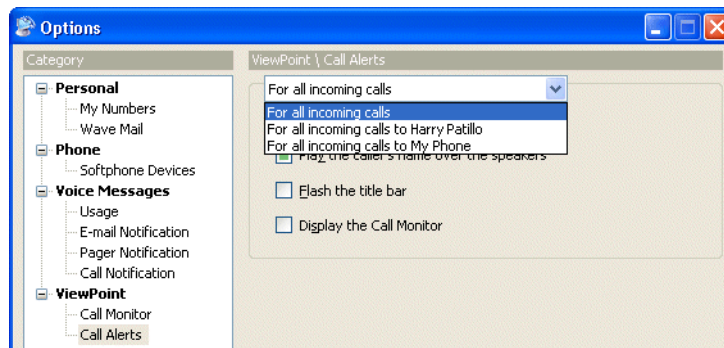 Options
Category
Personal
My Numbers
Wave Mail
Phone
Softphone Devices
Voice Messages
Usage
E-mail Notification
Pager Notification
Call Notification
ViewPoint
Call Monitor
Call Alerts
ViewPoint \ Call Alerts
For all incoming calls
For all incoming calls
For all incoming calls to Harry Patillo
For all incoming calls to My Phone
Play the caller's name over the speakers
Flash the title bar
Display the Call Monitor